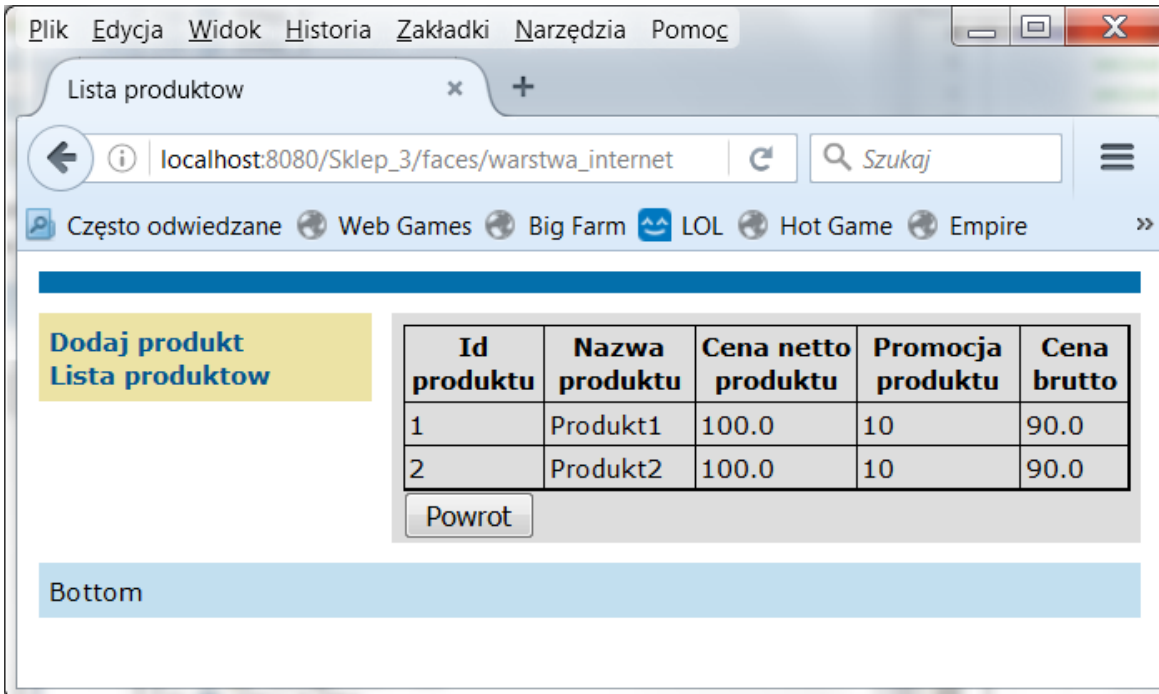 Plik Edycja Widok Historia Zakładki Narzędzia Pomoc
Lista produktow
localhost:8080/Sklep_3/faces/warstwa_internet Szukaj
Często odwiedzane Web Games Big Farm LOL Hot Game Empire
Dodaj produkt
Lista produktow
Id produktu Nazwa produktu Cena netto produktu Promocja produktu Cena brutto
1 Produkt1 100.0 10 90.0
2 Produkt2 100.0 10 90.0
Powrot
Bottom